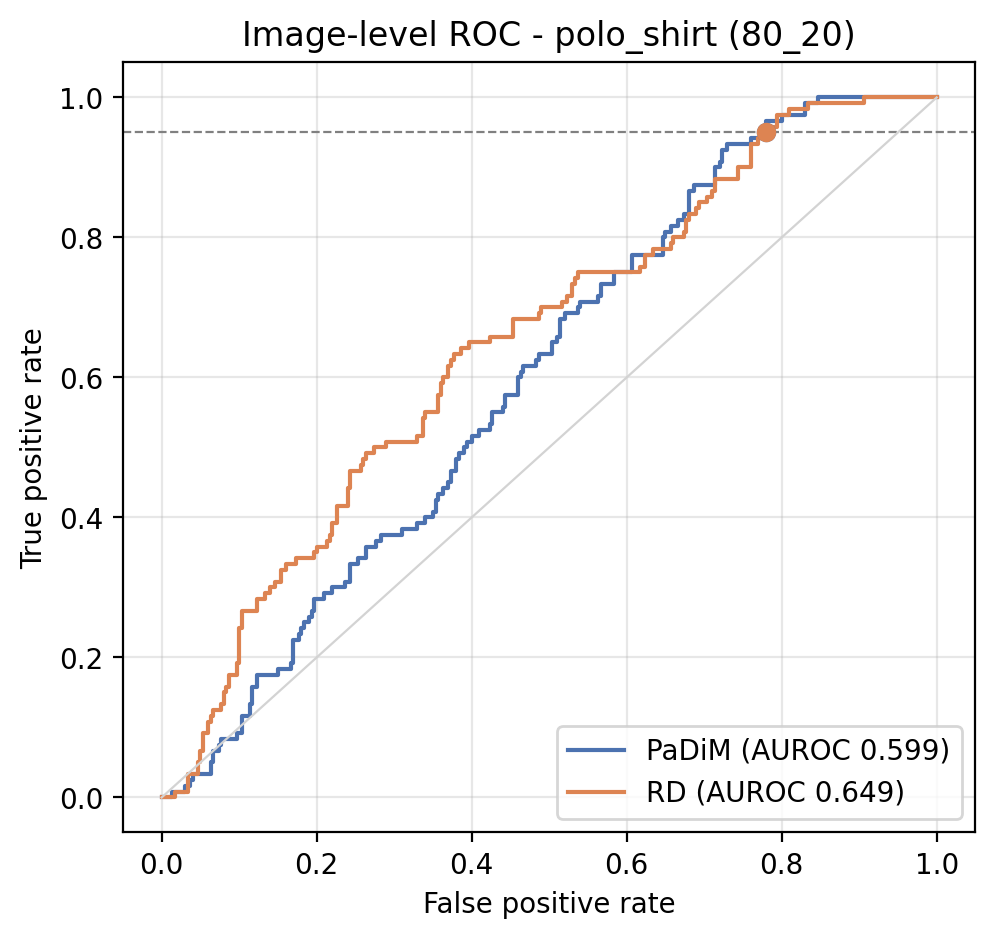 Image-level ROC - polo_shirt (80_20)
True positive rate
1.0
0.8
0.6
0.4
0.2
0.0
PaDiM (AUROC 0.599)
RD (AUROC 0.649)
0.0 0.2 0.4 0.6 0.8 1.0
False positive rate